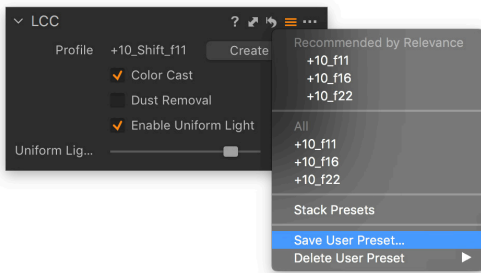 LCC ?
Profile +10_Shift_f11 Create
Color Cast
Dust Removal
Enable Uniform Light
Uniform Lig...
Recommended by Relevance
+10_f11
+10_f16
+10_f22
All
+10_f11
+10_f16
+10_f22
Stack Presets
Save User Preset...
Delete User Preset